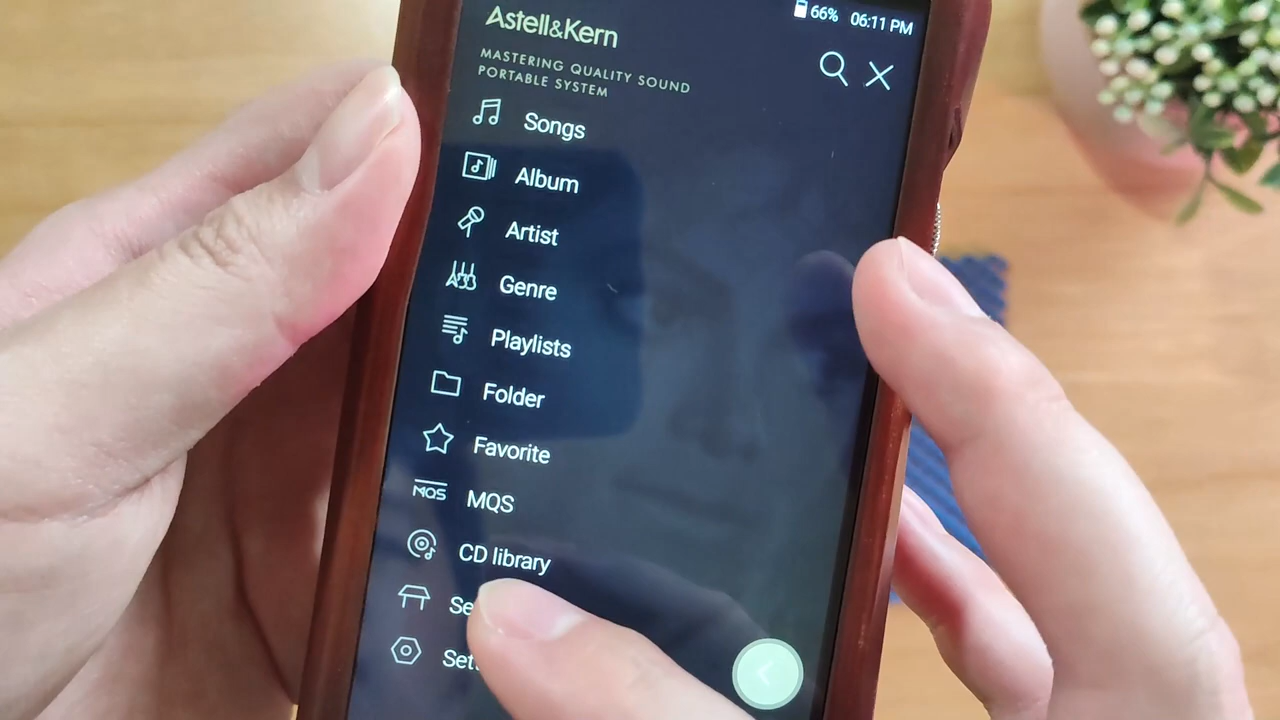 66% 06:11 PM
Astell&Kern
MASTERING QUALITY SOUND
PORTABLE SYSTEM
Songs
Album
Artist
Genre
Playlists
Folder
Favorite
MQS MQS
CD library